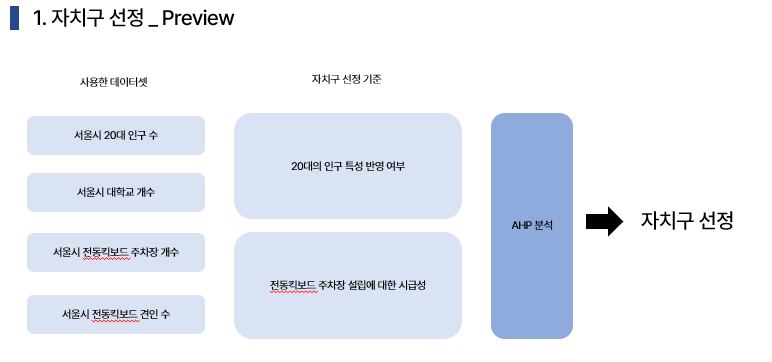 1. 자치구 선정 _ Preview
사용한 데이터셋
자치구 선정 기준
서울시 20대 인구 수
서울시 대학교 개수
서울시 전동킥보드 주차장 개수
서울시 전동킥보드 견인 수
20대의 인구 특성 반영 여부
전동킥보드 주차장 설립에 대한 시급성
AHP 분석
자치구 선정